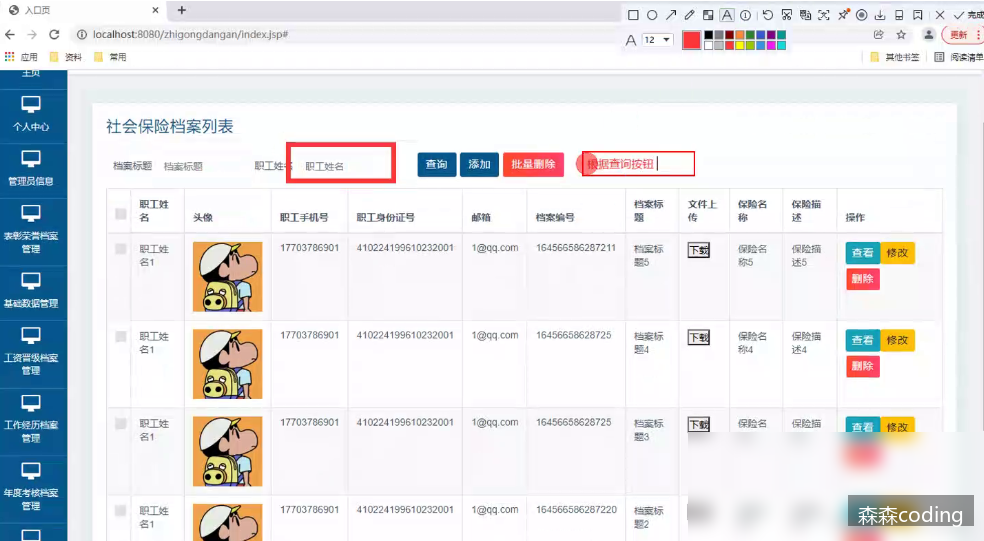 入口页
完成
localhost:8080/zhigongdangan/index.jsp#
A 12
更新
应用 资料 常用 其他书签 阅读清单
主页
个人中心
管理员信息
表彰荣誉档案
管理
基础数据管理
工资晋级档案
管理
工作经历档案
管理
年度考核档案
管理
社会保险档案列表
档案标题 档案标题 职工姓名 职工姓名 查询 添加 批量删除 根据查询按钮
职工姓名 头像 职工手机号 职工身份证号 邮箱 档案编号 档案标题 文件上传 保险名称 保险描述 操作
职工姓名1 17703786901 410224199610232001 1@qq.com 164566586287211 档案标题5 下载 保险名称5 保险描述5 查看 修改
删除
职工姓名1 17703786901 410224199610232001 1@qq.com 16456658628725 档案标题4 下载 保险名称4 保险描述4 查看 修改
删除
职工姓名1 17703786901 410224199610232001 1@qq.com 16456658628725 档案标题3 下载 保险名 保险描 查看 修改
职工姓名1 17703786901 410224199610232001 1@qq.com 164566586287220 档案标题2
森森coding